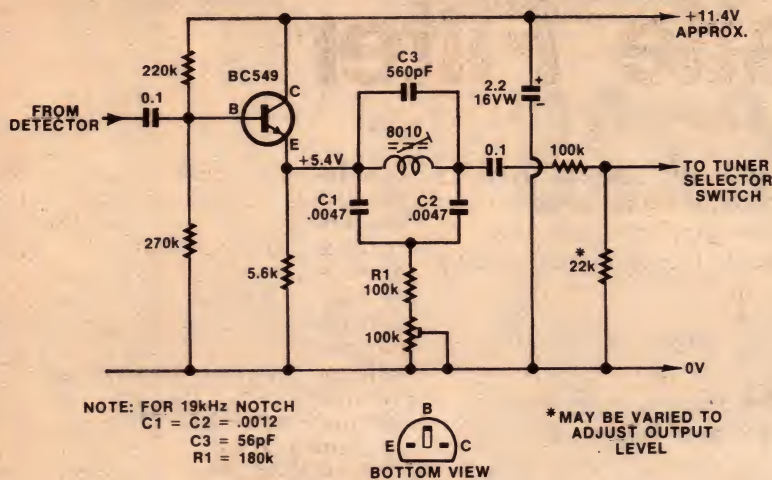 +11.4V
APPROX.
220k
BC549
C3
560pF
2.2
16VW
+
−
FROM
DETECTOR
0.1
B
C
E
8010
+5.4V
0.1
100k
TO TUNER
SELECTOR
SWITCH
C1
.0047
C2
.0047
270k
5.6k
R1
100k
100k
*
22k
0V
NOTE: FOR 19kHz NOTCH
C1 = C2 = .0012
C3 = 56pF
R1 = 180k
B
E
C
BOTTOM VIEW
*MAY BE VARIED TO
ADJUST OUTPUT
LEVEL